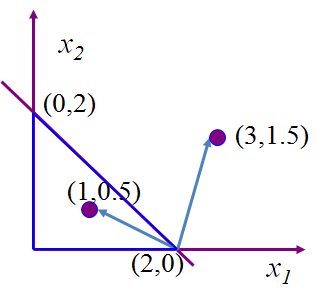 x2
(0,2)
(3,1.5)
(1,0.5)
(2,0)
x1